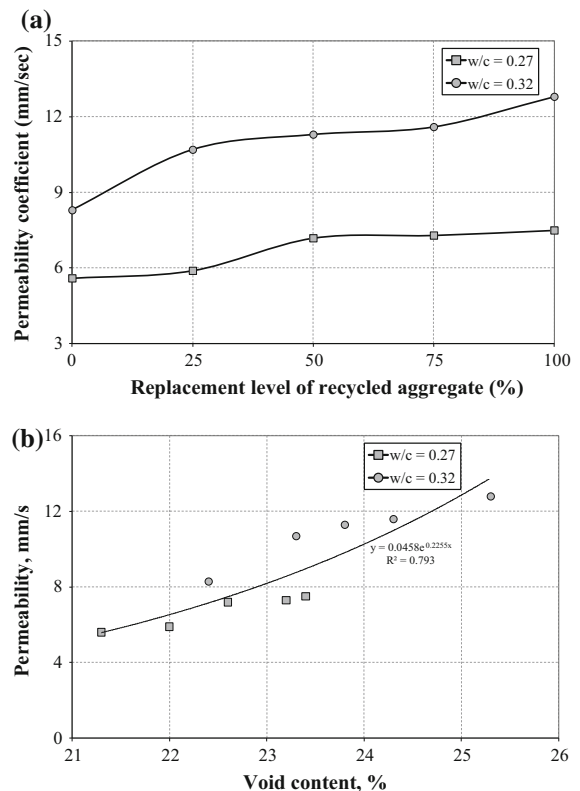 (a)
15
12
9
6
3
Permeability coefficient (mm/sec)
w/c = 0.27
w/c = 0.32
0 25 50 75 100
Replacement level of recycled aggregate (%)
(b)
16
12
8
4
0
Permeability, mm/s
w/c = 0.27
w/c = 0.32
y = 0.0458e^0.2255x
R² = 0.793
21 22 23 24 25 26
Void content, %